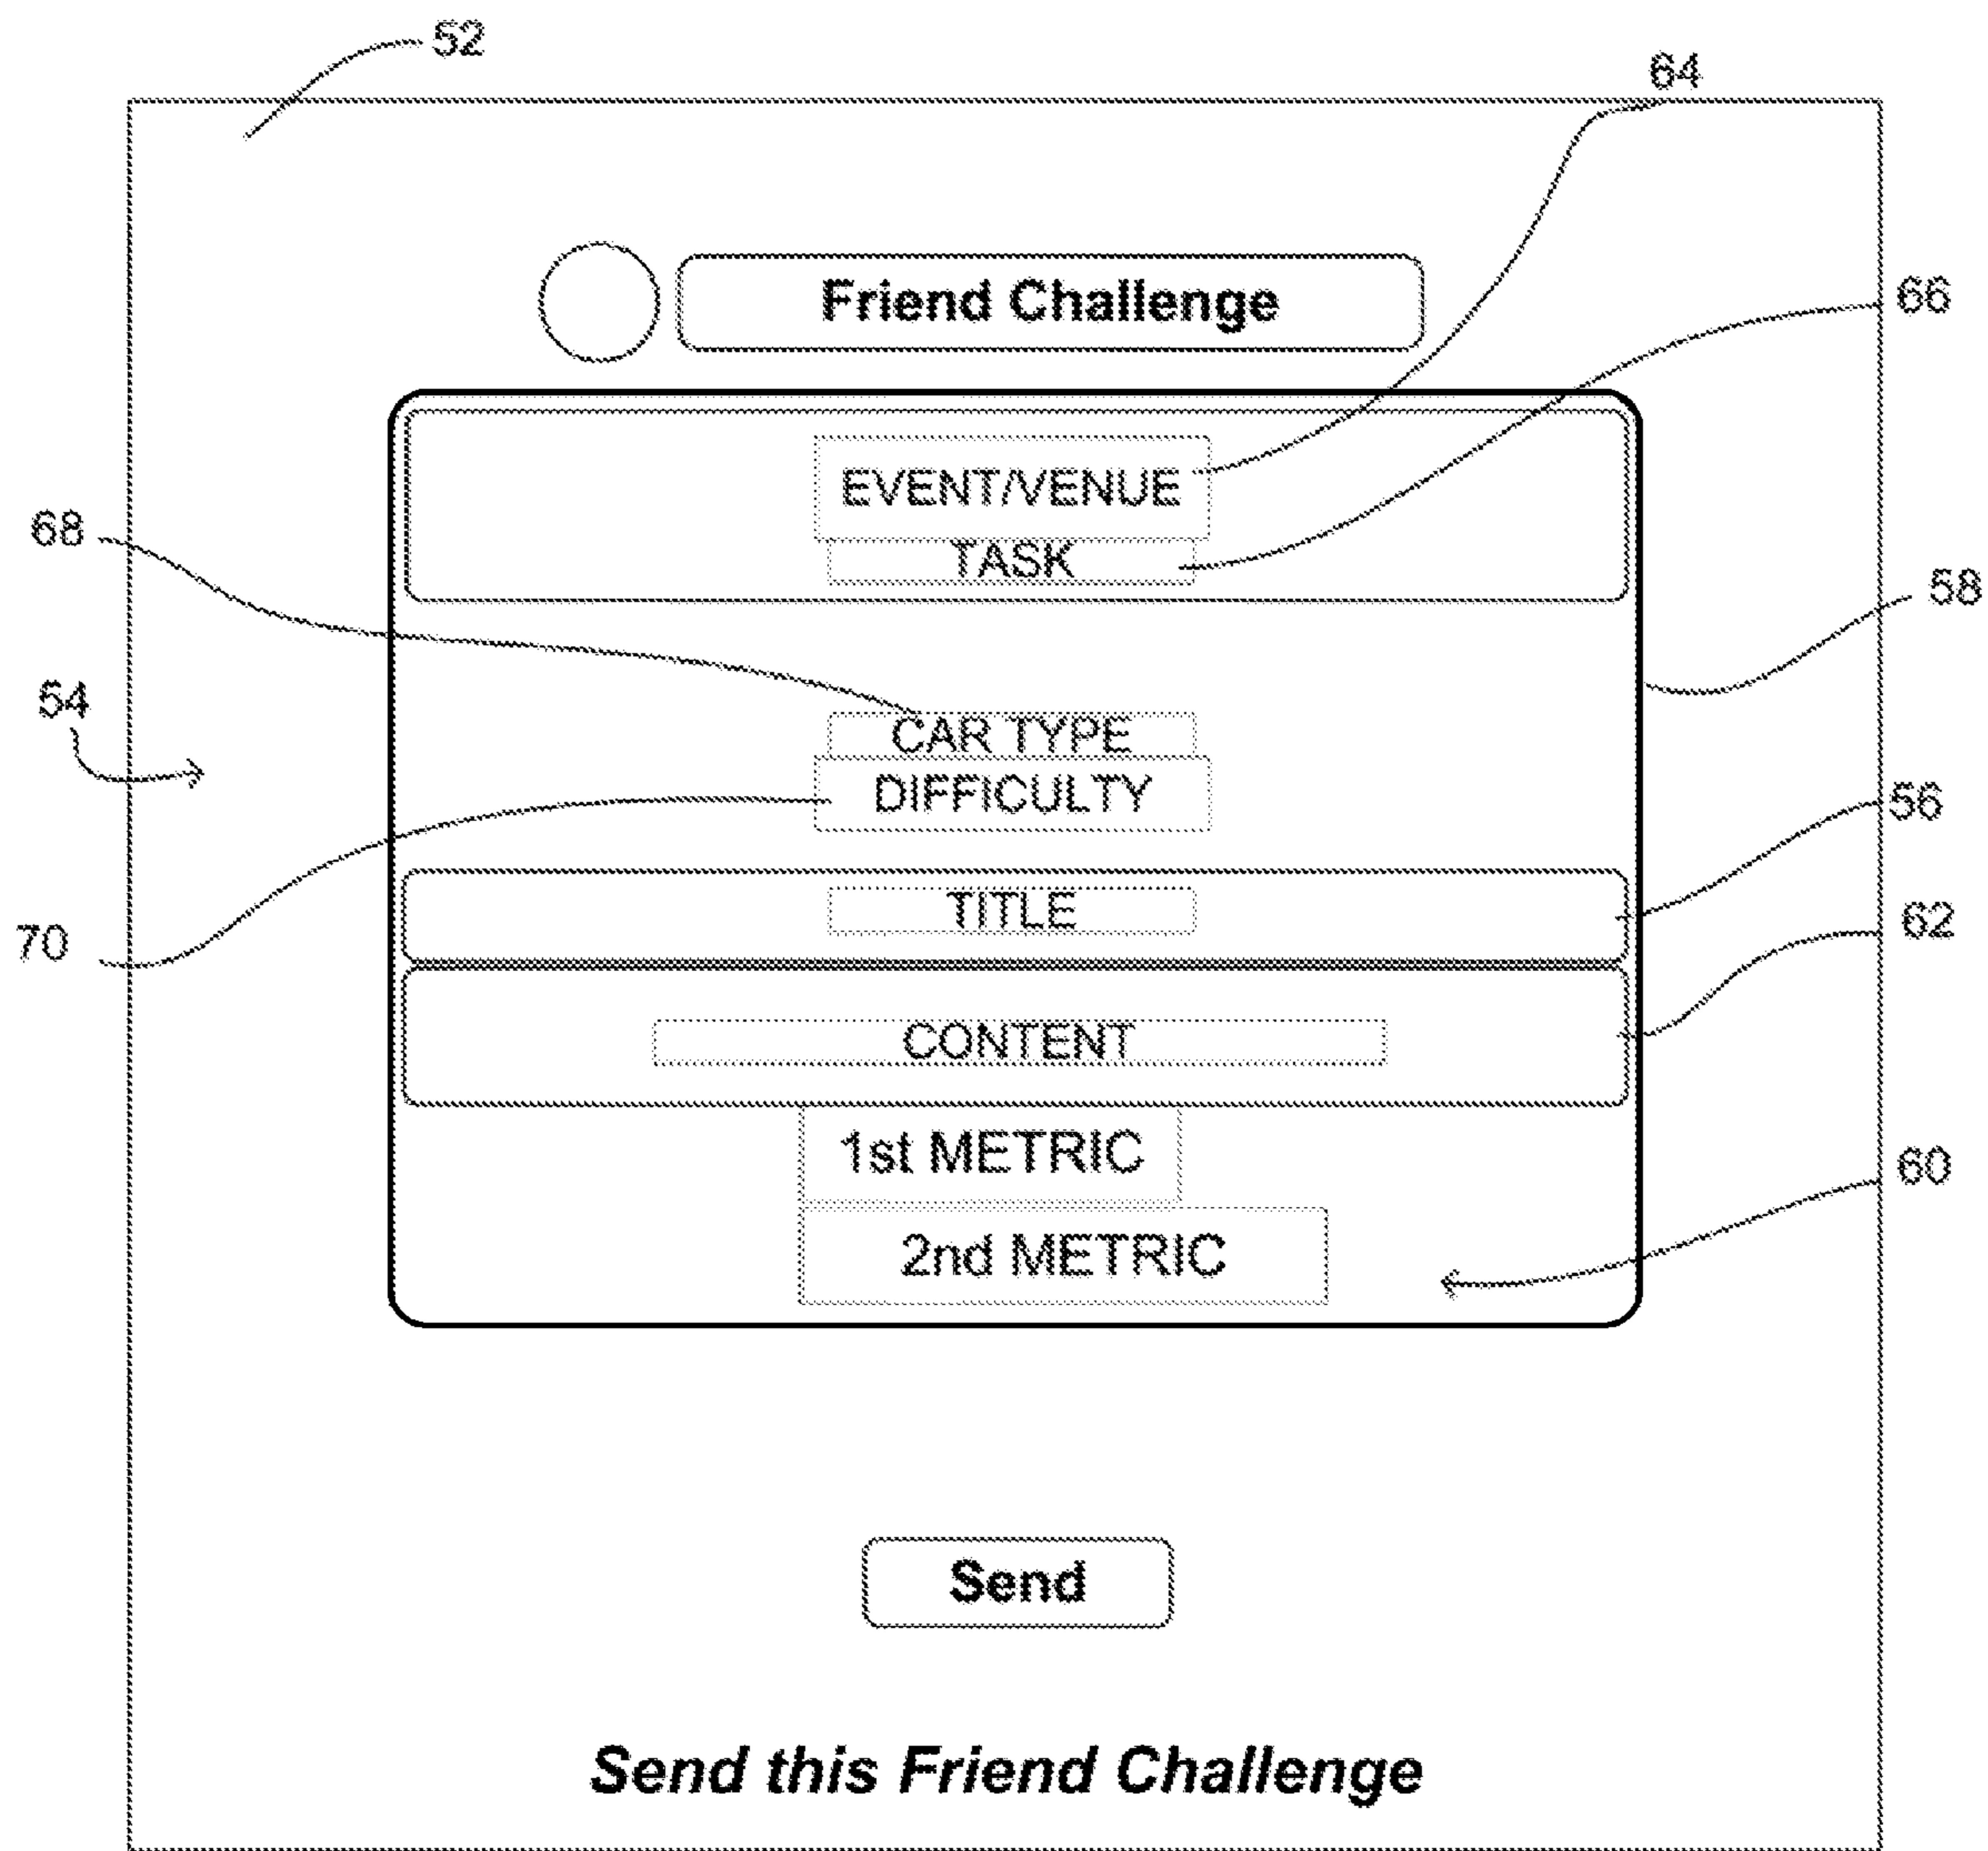 52
64
Friend Challenge
66
EVENT/VENUE
68
TASK
58
54
CAR TYPE
DIFFICULTY
56
TITLE
62
70
CONTENT
1st METRIC
60
2nd METRIC
Send
Send this Friend Challenge